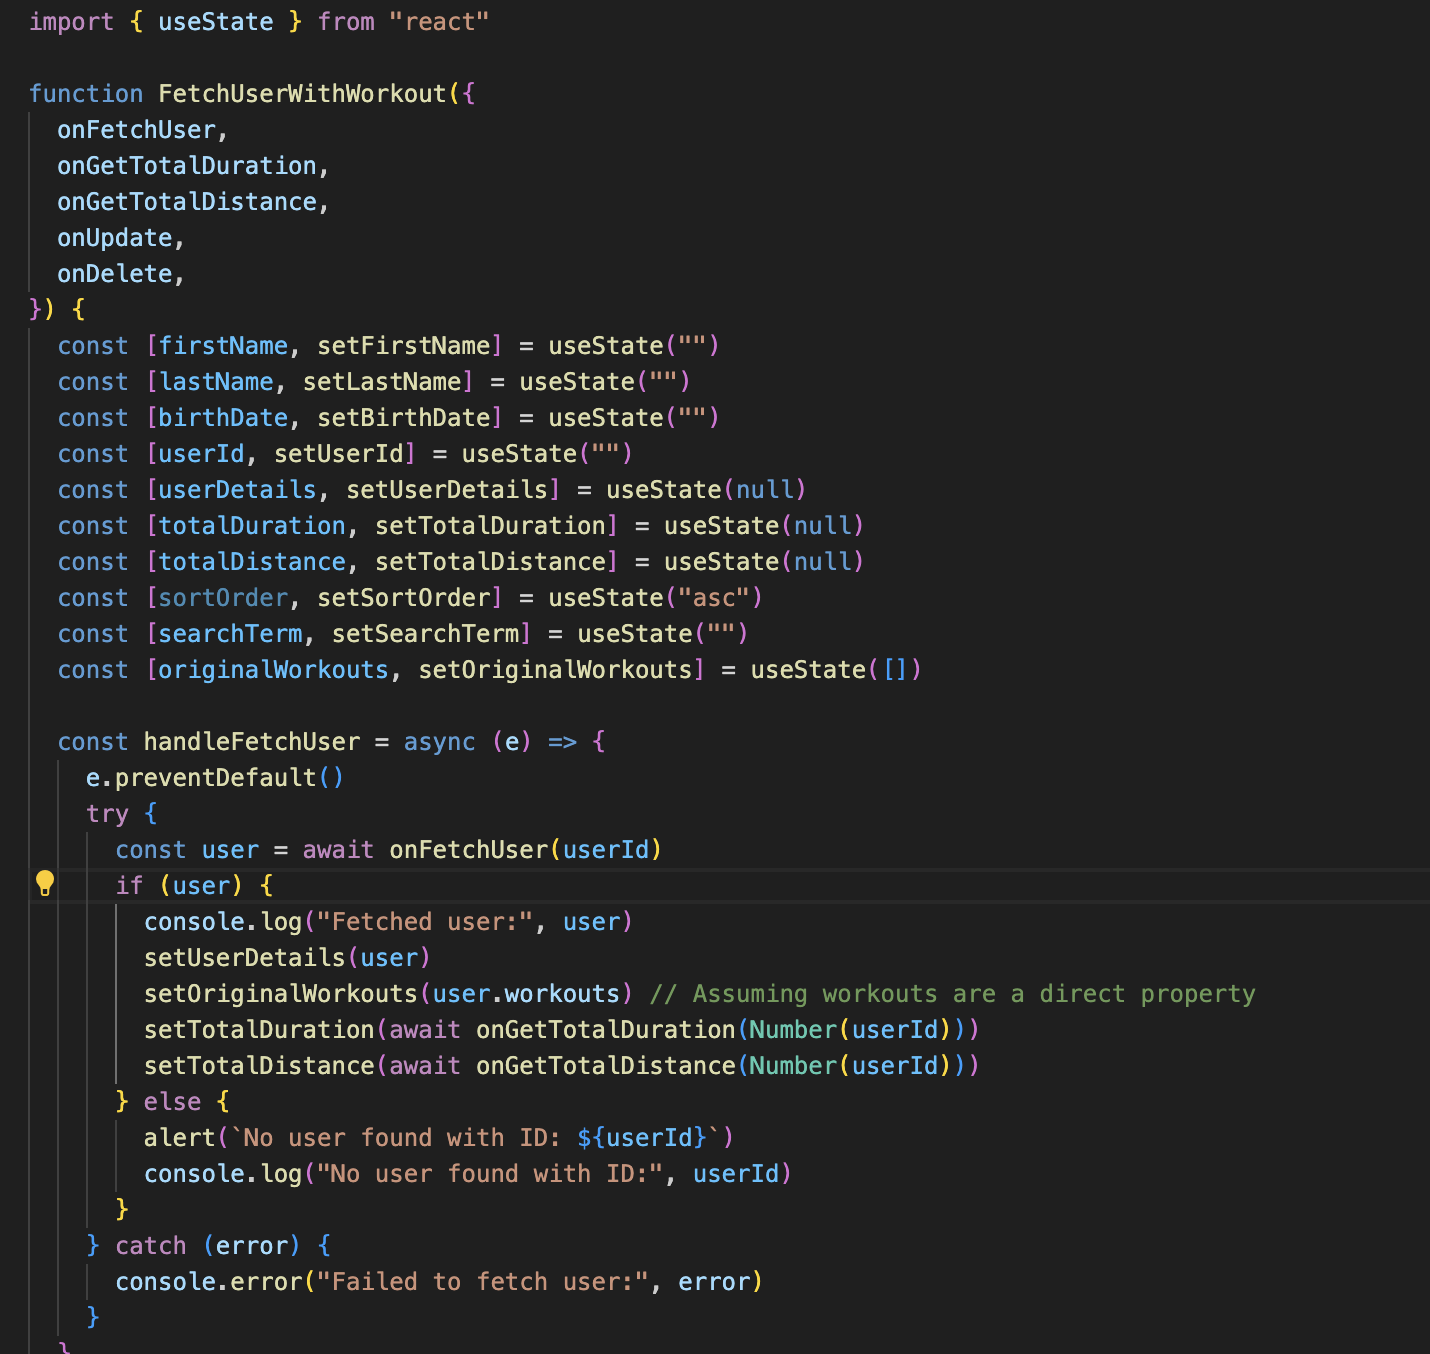 import { useState } from "react"
function FetchUserWithWorkout({
onFetchUser,
onGetTotalDuration,
onGetTotalDistance,
onUpdate,
onDelete,
}) {
const [firstName, setFirstName] = useState("")
const [lastName, setLastName] = useState("")
const [birthDate, setBirthDate] = useState("")
const [userId, setUserId] = useState("")
const [userDetails, setUserDetails] = useState(null)
const [totalDuration, setTotalDuration] = useState(null)
const [totalDistance, setTotalDistance] = useState(null)
const [sortOrder, setSortOrder] = useState("asc")
const [searchTerm, setSearchTerm] = useState("")
const [originalWorkouts, setOriginalWorkouts] = useState([])
const handleFetchUser = async (e) => {
e.preventDefault()
try {
const user = await onFetchUser(userId)
if (user) {
console.log("Fetched user:", user)
setUserDetails(user)
setOriginalWorkouts(user.workouts) // Assuming workouts are a direct property
setTotalDuration(await onGetTotalDuration(Number(userId)))
setTotalDistance(await onGetTotalDistance(Number(userId)))
} else {
alert(`No user found with ID: ${userId}`)
console.log("No user found with ID:", userId)
}
} catch (error) {
console.error("Failed to fetch user:", error)
}
}